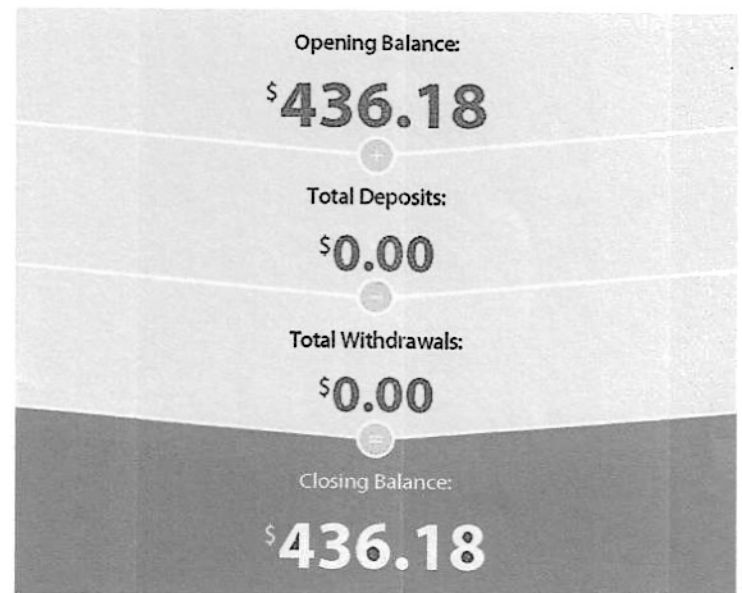 Opening Balance:
$436.18
+
Total Deposits:
$0.00
-
Total Withdrawals:
$0.00
=
Closing Balance:
$436.18